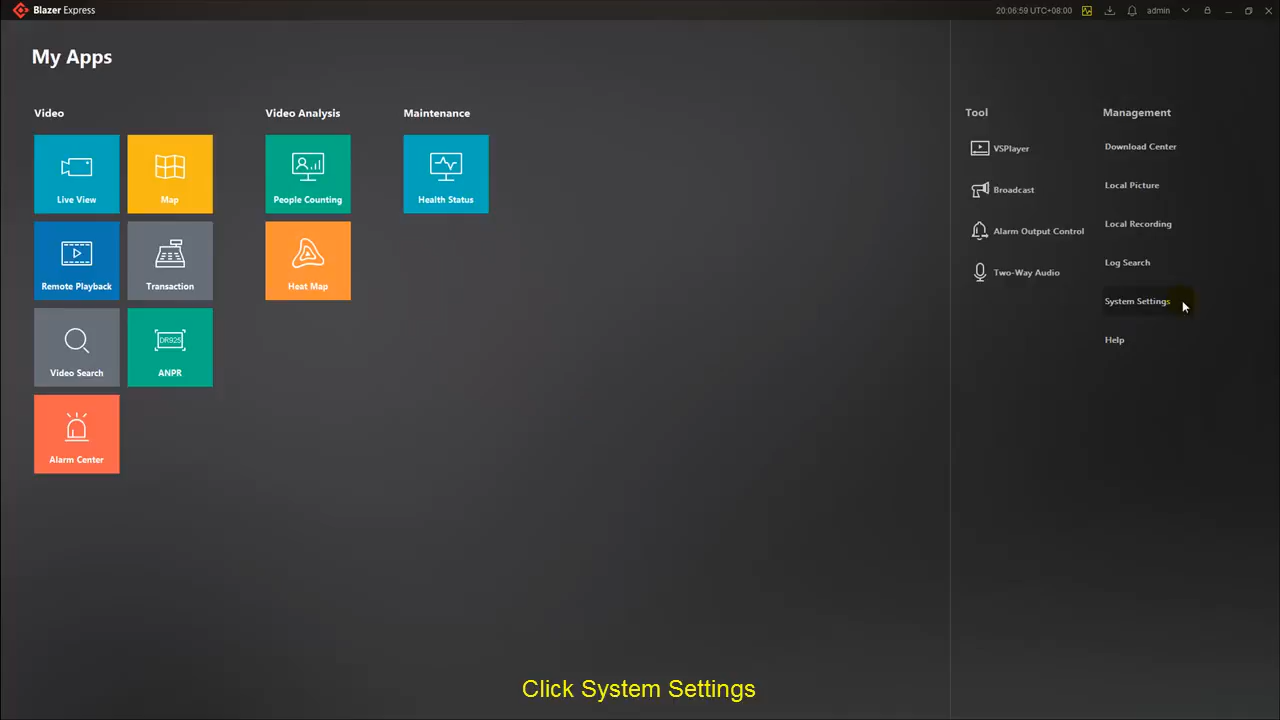 Blazer Express
20:06:59 UTC+08:00
admin
My Apps
Video
Video Analysis
Maintenance
Tool
Management
Live View
Map
People Counting
Health Status
Remote Playback
Transaction
Heat Map
Video Search
DR925
ANPR
Alarm Center
VSPlayer
Broadcast
Alarm Output Control
Two-Way Audio
Download Center
Local Picture
Local Recording
Log Search
System Settings
Help
Click System Settings